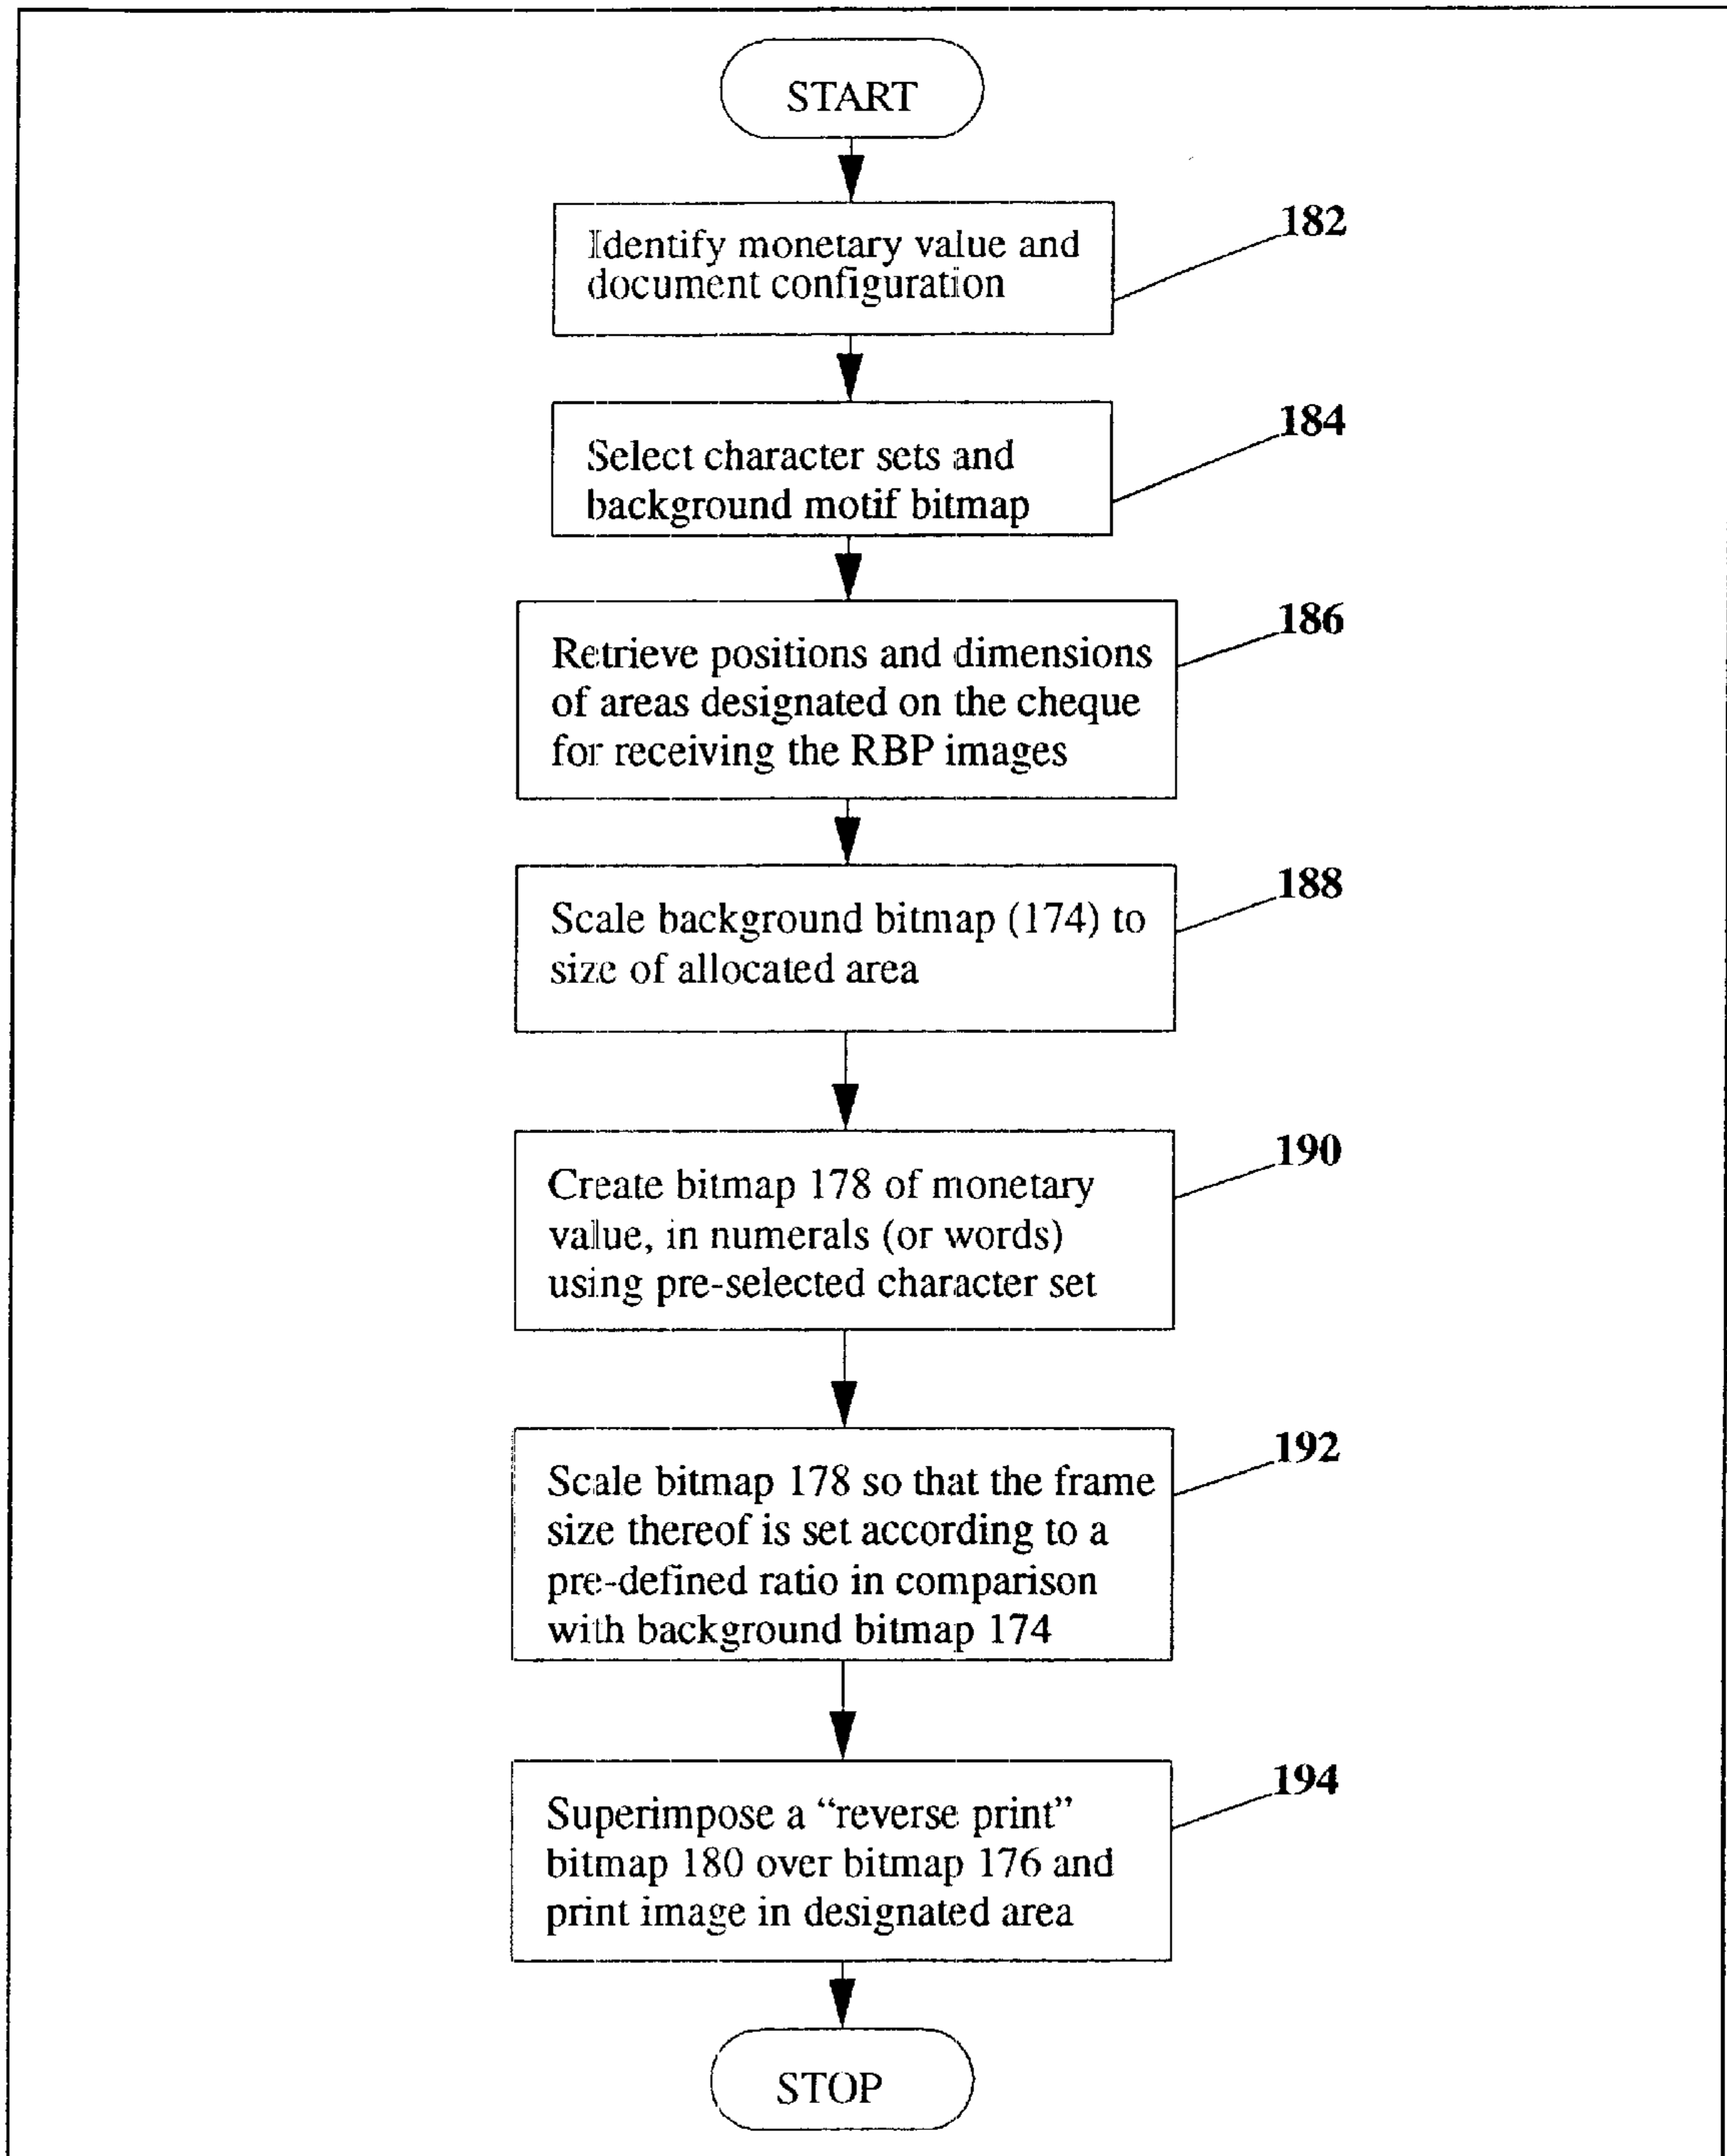 START
Identify monetary value and
182
document configuration
Select character sets and
184
background motif bitmap
Retrieve positions and dimensions
186
of areas designated on the cheque
for receiving the RBP images
Scale background bitmap (174) to
188
size of allocated area
Create bitmap 178 of monetary
190
value, in numerals (or words)
using pre-selected character set
Scale bitmap 178 so that the frame
192
size thereof is set according to a
pre-defined ratio in comparison
with background bitmap 174
Superimpose a “reverse print”
194
bitmap 180 over bitmap 176 and
print image in designated area
STOP